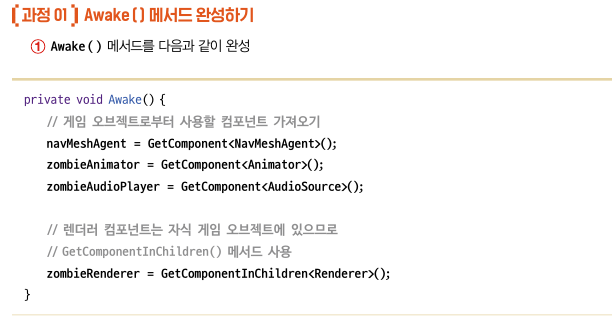 [과정 01] Awake() 메서드 완성하기
① Awake() 메서드를 다음과 같이 완성
private void Awake() {
// 게임 오브젝트로부터 사용할 컴포넌트 가져오기
navMeshAgent = GetComponent<NavMeshAgent>();
zombieAnimator = GetComponent<Animator>();
zombieAudioPlayer = GetComponent<AudioSource>();
// 렌더러 컴포넌트는 자식 게임 오브젝트에 있으므로
// GetComponentInChildren() 메서드 사용
zombieRenderer = GetComponentInChildren<Renderer>();
}